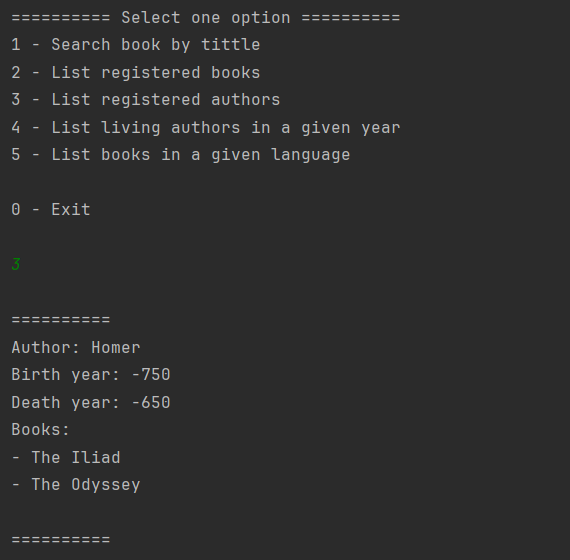 ========== Select one option ==========
1 - Search book by tittle
2 - List registered books
3 - List registered authors
4 - List living authors in a given year
5 - List books in a given language
0 - Exit
3
==========
Author: Homer
Birth year: -750
Death year: -650
Books:
- The Iliad
- The Odyssey
==========